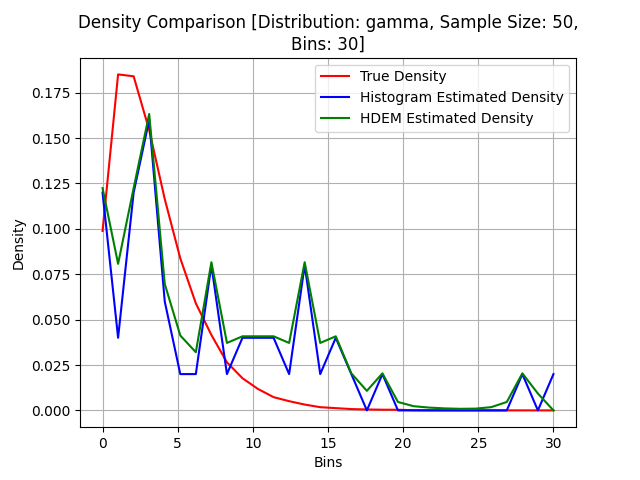 Density Comparison [Distribution: gamma, Sample Size: 50,
Bins: 30]
True Density
Histogram Estimated Density
HDEM Estimated Density
Density
0.175
0.150
0.125
0.100
0.075
0.050
0.025
0.000
0 5 10 15 20 25 30
Bins